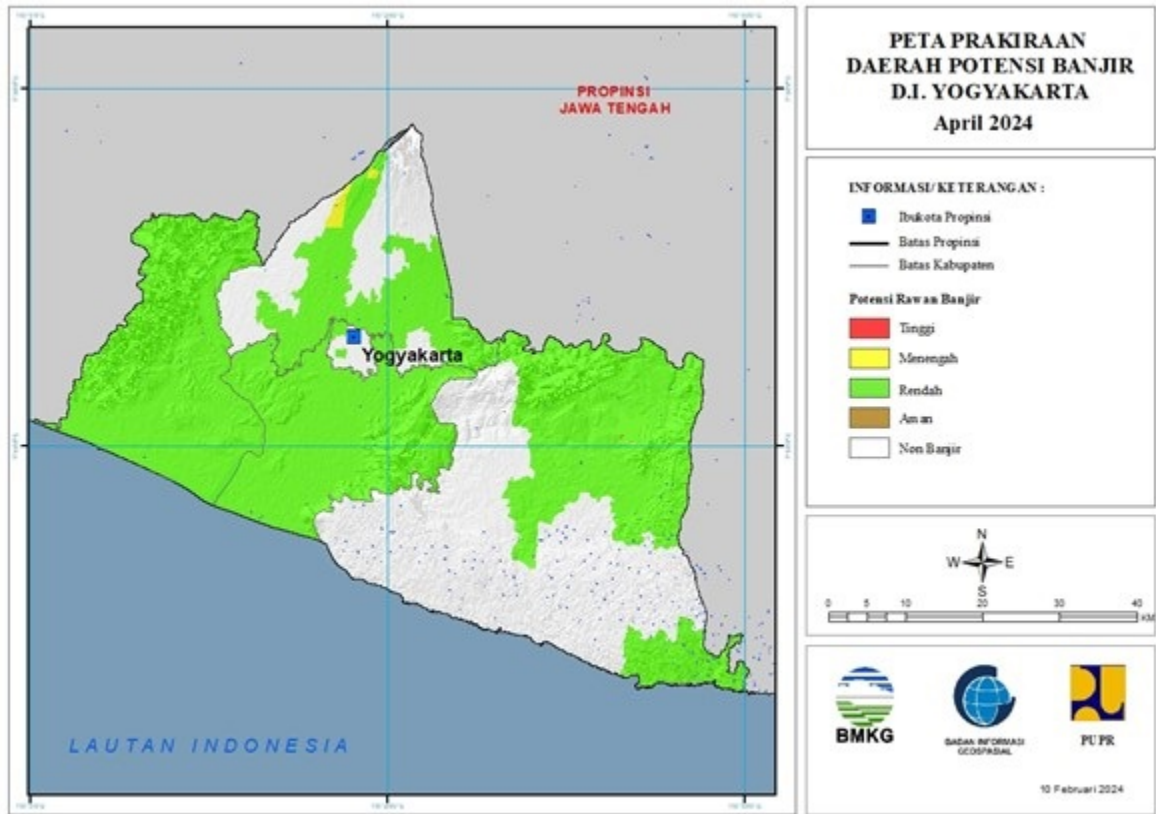 PROPINSI
JAWA TENGAH
Yogyakarta
LAUTAN INDONESIA
PETA PRAKIRAAN
DAERAH POTENSI BANJIR
D.I. YOGYAKARTA
April 2024
INFORMASI/KETERANGAN :
Ibukota Propinsi
Batas Propinsi
Batas Kabupaten
Potensi Rawan Banjir
Tinggi
Menengah
Rendah
Aman
Non Banjir
N
W E
S
0 5 10 20 30 40
KM
BMKG
BADAN INFORMASI
GEOSPASIAL
PUPR
10 Februari 2024